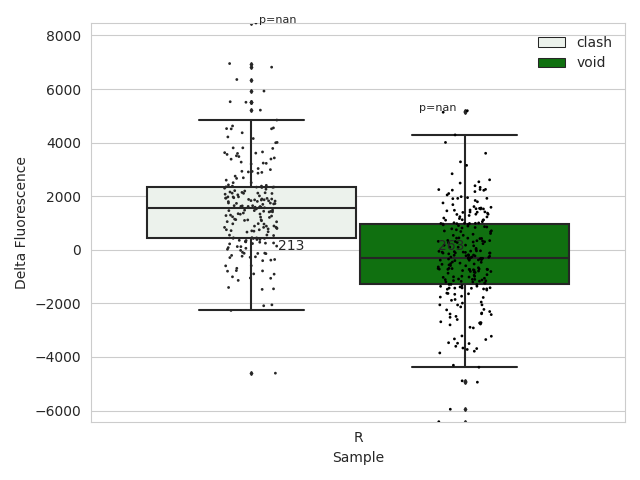 p=nan
clash
void
p=nan
213
8000
6000
4000
2000
0
−2000
−4000
−6000
Delta Fluorescence
R
Sample